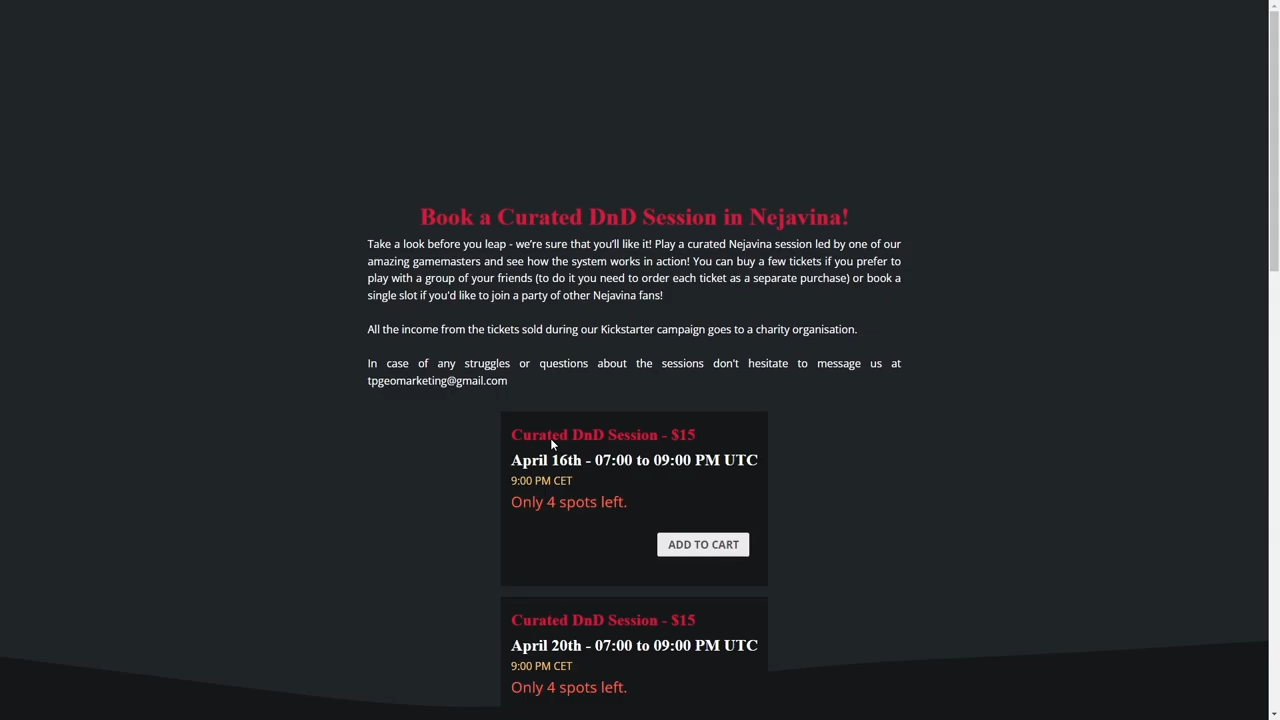 Book a Curated DnD Session in Nejavina!
Take a look before you leap - we're sure that you'll like it! Play a curated Nejavina session led by one of our
amazing gamemasters and see how the system works in action! You can buy a few tickets if you prefer to
play with a group of your friends (to do it you need to order each ticket as a separate purchase) or book a
single slot if you'd like to join a party of other Nejavina fans!
All the income from the tickets sold during our Kickstarter campaign goes to a charity organisation.
In case of any struggles or questions about the sessions don't hesitate to message us at
tpgeomarketing@gmail.com
Curated DnD Session - $15
April 16th - 07:00 to 09:00 PM UTC
9:00 PM CET
Only 4 spots left.
ADD TO CART
Curated DnD Session - $15
April 20th - 07:00 to 09:00 PM UTC
9:00 PM CET
Only 4 spots left.